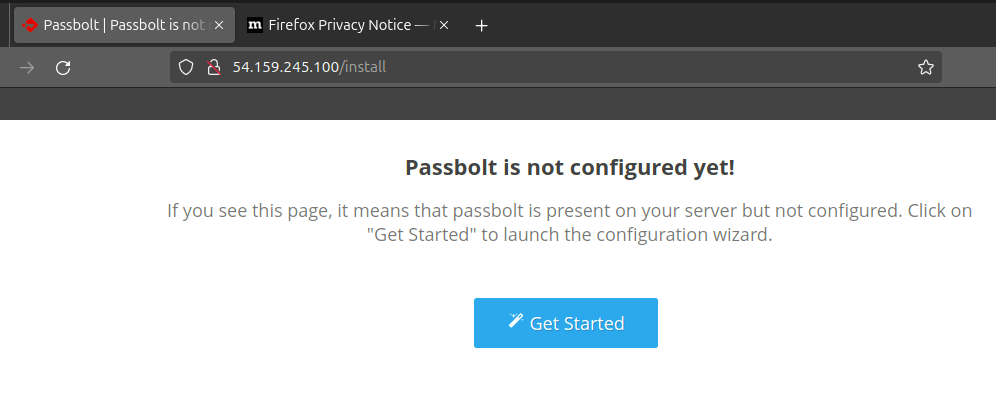 Passbolt | Passbolt is not
Firefox Privacy Notice —
54.159.245.100/install
Passbolt is not configured yet!
If you see this page, it means that passbolt is present on your server but not configured. Click on
"Get Started" to launch the configuration wizard.
Get Started